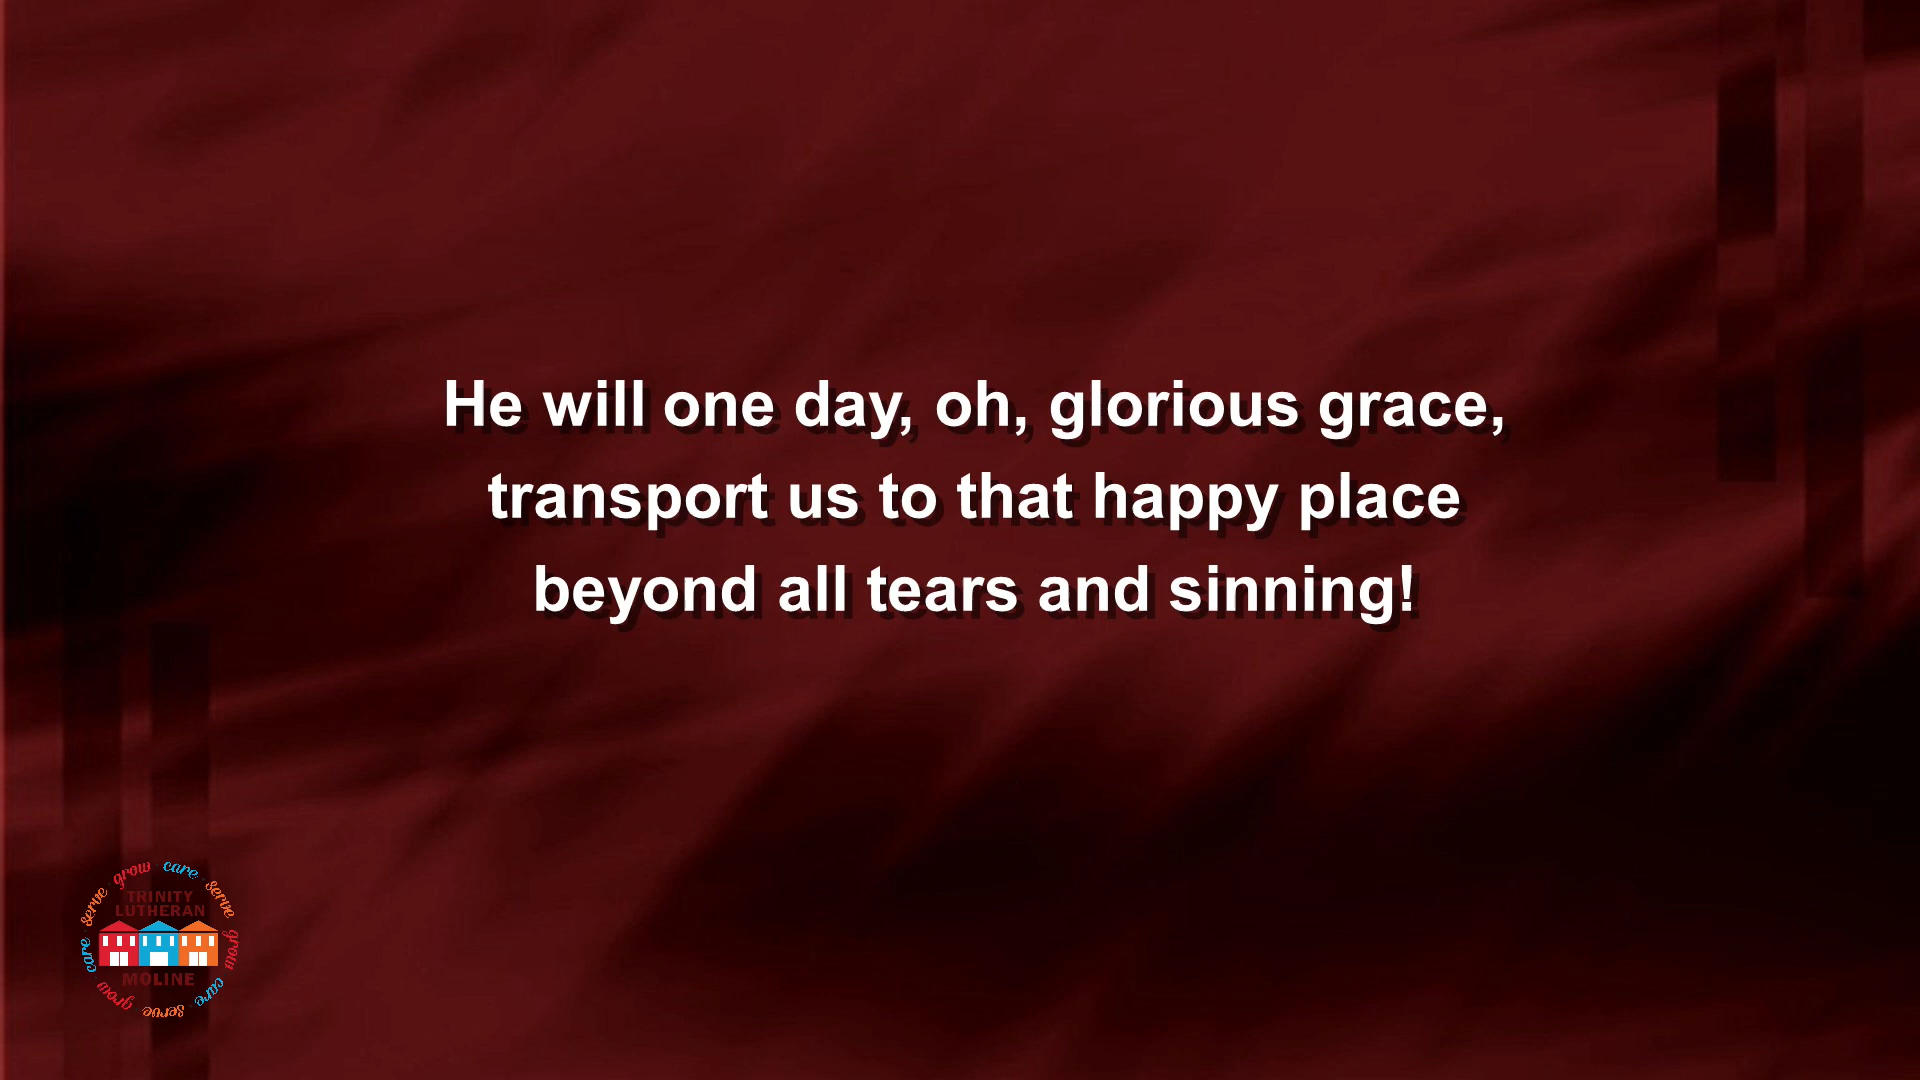 He will one day, oh, glorious grace,
transport us to that happy place
beyond all tears and sinning!
grow care serve grow care serve grow care serve
TRINITY
LUTHERAN
MOLINE